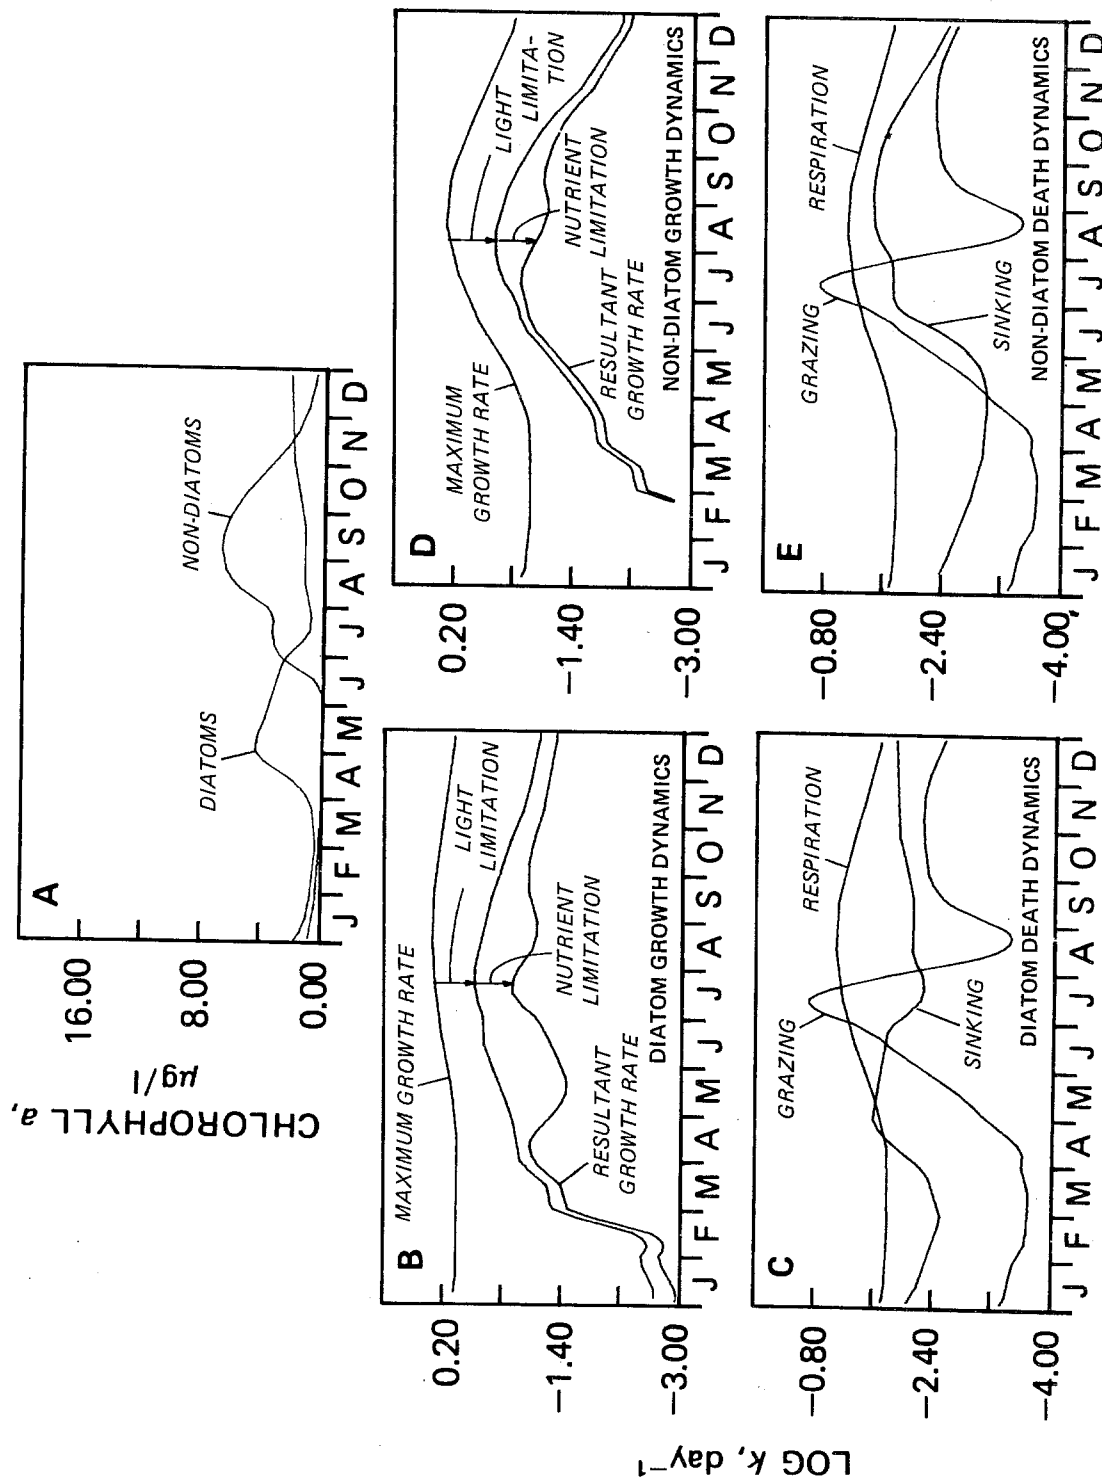 A
16.00
8.00
0.00
CHLOROPHYLL a,
µg/l
DIATOMS
NON-DIATOMS
J F M A M J J A S O N D
B
0.20
−1.40
−3.00
MAXIMUM GROWTH RATE
LIGHT
LIMITATION
NUTRIENT
LIMITATION
RESULTANT
GROWTH RATE
DIATOM GROWTH DYNAMICS
J F M A M J J A S O N D
D
0.20
−1.40
−3.00
MAXIMUM
GROWTH RATE
LIGHT
LIMITA-
TION
NUTRIENT
LIMITATION
RESULTANT
GROWTH RATE
NON-DIATOM GROWTH DYNAMICS
J F M A M J J A S O N D
LOG k, day−1
C
−0.80
−2.40
−4.00
GRAZING
RESPIRATION
SINKING
DIATOM DEATH DYNAMICS
J F M A M J J A S O N D
E
−0.80
−2.40
−4.00
GRAZING
RESPIRATION
SINKING
NON-DIATOM DEATH DYNAMICS
J F M A M J J A S O N D